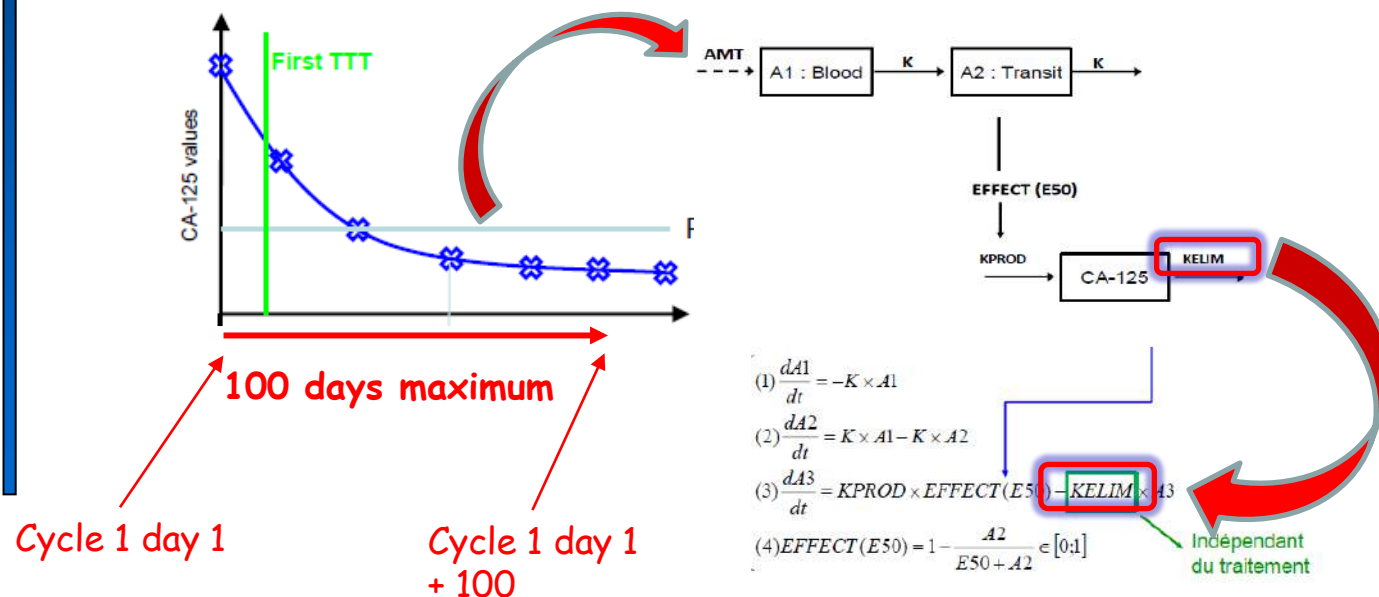 First TTT
CA-125 values
100 days maximum
Cycle 1 day 1
Cycle 1 day 1
+ 100
AMT
A1 : Blood
K
A2 : Transit
K
EFFECT (E50)
KPROD
CA-125
KELIM
(1) dA1/dt = −K × A1
(2) dA2/dt = K × A1 − K × A2
(3) dA3/dt = KPROD × EFFECT(E50) − KELIM × A3
(4) EFFECT(E50) = 1 − A2/(E50 + A2) ∈ [0;1]
Indépendant
du traitement